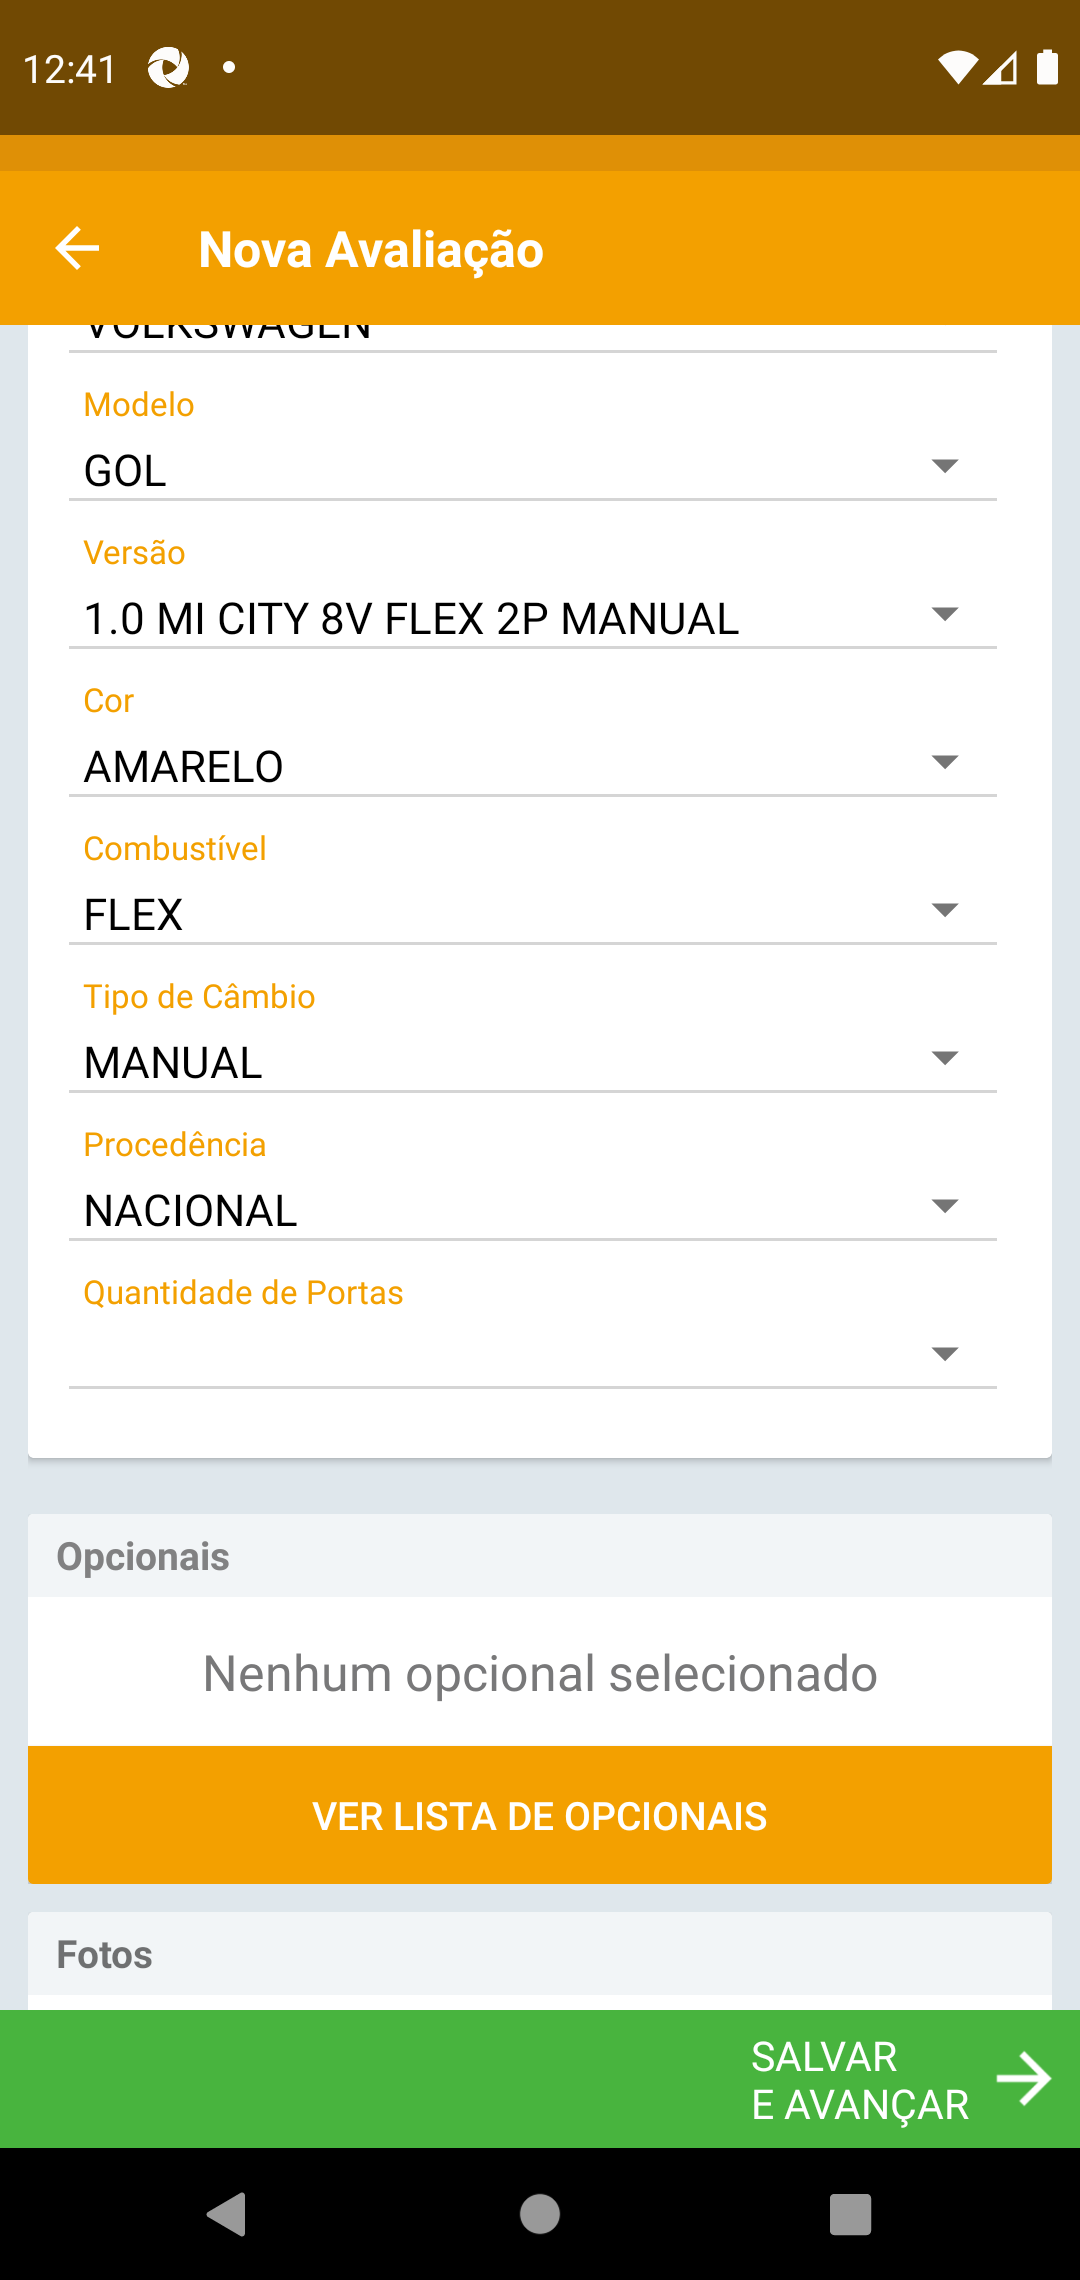 12:41
Nova Avaliação
VOLKSWAGEN
Modelo
GOL
Versão
1.0 MI CITY 8V FLEX 2P MANUAL
Cor
AMARELO
Combustível
FLEX
Tipo de Câmbio
MANUAL
Procedência
NACIONAL
Quantidade de Portas
Opcionais
Nenhum opcional selecionado
VER LISTA DE OPCIONAIS
Fotos
SALVAR
E AVANÇAR